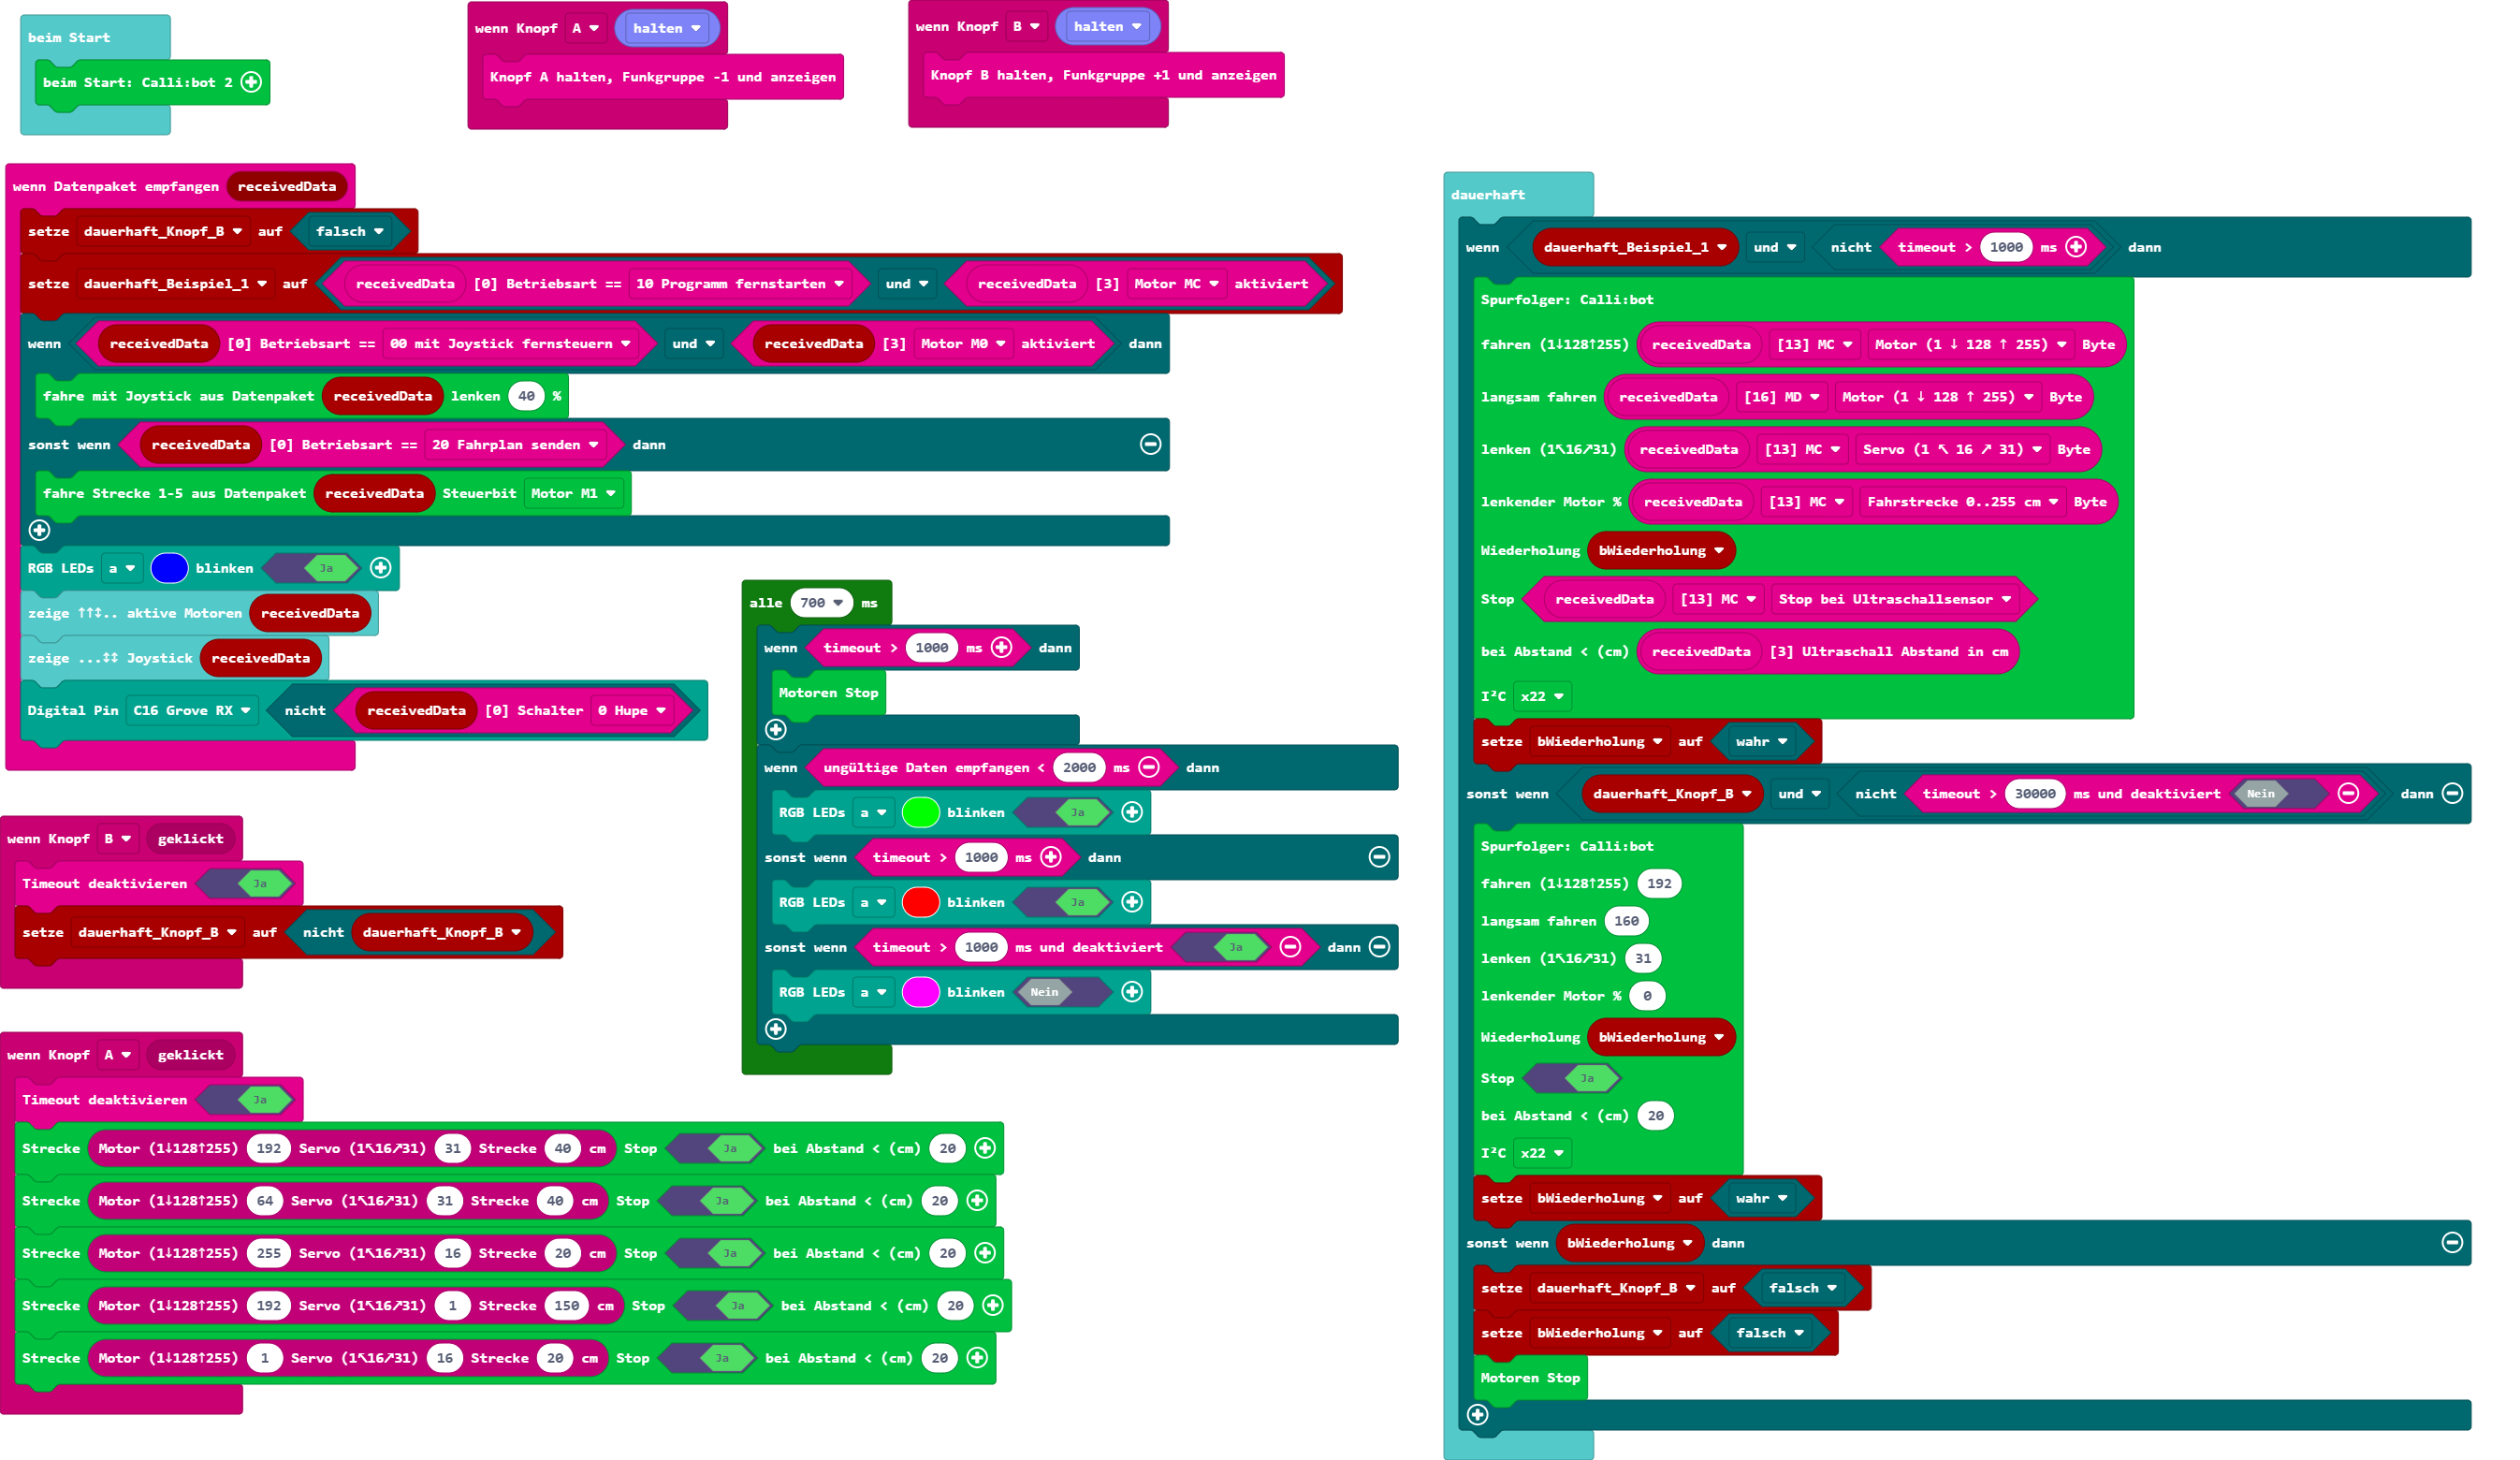 beim Start
beim Start: Calli:bot 2
wenn Knopf A halten
Knopf A halten, Funkgruppe -1 und anzeigen
wenn Knopf B halten
Knopf B halten, Funkgruppe +1 und anzeigen
wenn Datenpaket empfangen receivedData
setze dauerhaft_Knopf_B auf falsch
setze dauerhaft_Beispiel_1 auf receivedData [0] Betriebsart == 10 Programm fernstarten und receivedData [3] Motor MC aktiviert
wenn receivedData [0] Betriebsart == 00 mit Joystick fernsteuern und receivedData [3] Motor M0 aktiviert dann
fahre mit Joystick aus Datenpaket receivedData lenken 40 %
sonst wenn receivedData [0] Betriebsart == 20 Fahrplan senden dann
fahre Strecke 1-5 aus Datenpaket receivedData Steuerbit Motor M1
RGB LEDs a blinken Ja
zeige ↑↑↕.. aktive Motoren receivedData
zeige ...↕↕ Joystick receivedData
Digital Pin C16 Grove RX nicht receivedData [0] Schalter 0 Hupe
wenn Knopf B geklickt
Timeout deaktivieren Ja
setze dauerhaft_Knopf_B auf nicht dauerhaft_Knopf_B
wenn Knopf A geklickt
Timeout deaktivieren Ja
Strecke Motor (1↓128↑255) 192 Servo (1↖16↗31) 31 Strecke 40 cm Stop Ja bei Abstand < (cm) 20
Strecke Motor (1↓128↑255) 64 Servo (1↖16↗31) 31 Strecke 40 cm Stop Ja bei Abstand < (cm) 20
Strecke Motor (1↓128↑255) 255 Servo (1↖16↗31) 16 Strecke 20 cm Stop Ja bei Abstand < (cm) 20
Strecke Motor (1↓128↑255) 192 Servo (1↖16↗31) 1 Strecke 150 cm Stop Ja bei Abstand < (cm) 20
Strecke Motor (1↓128↑255) 1 Servo (1↖16↗31) 16 Strecke 20 cm Stop Ja bei Abstand < (cm) 20
alle 700 ms
wenn timeout > 1000 ms dann
Motoren Stop
wenn ungültige Daten empfangen < 2000 ms dann
RGB LEDs a blinken Ja
sonst wenn timeout > 1000 ms dann
RGB LEDs a blinken Ja
sonst wenn timeout > 1000 ms und deaktiviert Ja dann
RGB LEDs a blinken Nein
dauerhaft
wenn dauerhaft_Beispiel_1 und nicht timeout > 1000 ms dann
Spurfolger: Calli:bot
fahren (1↓128↑255) receivedData [13] MC Motor (1 ↓ 128 ↑ 255) Byte
langsam fahren receivedData [16] MD Motor (1 ↓ 128 ↑ 255) Byte
lenken (1↖16↗31) receivedData [13] MC Servo (1 ↖ 16 ↗ 31) Byte
lenkender Motor % receivedData [13] MC Fahrstrecke 0..255 cm Byte
Wiederholung bWiederholung
Stop receivedData [13] MC Stop bei Ultraschallsensor
bei Abstand < (cm) receivedData [3] Ultraschall Abstand in cm
I²C x22
setze bWiederholung auf wahr
sonst wenn dauerhaft_Knopf_B und nicht timeout > 30000 ms und deaktiviert Nein dann
Spurfolger: Calli:bot
fahren (1↓128↑255) 192
langsam fahren 160
lenken (1↖16↗31) 31
lenkender Motor % 0
Wiederholung bWiederholung
Stop Ja
bei Abstand < (cm) 20
I²C x22
setze bWiederholung auf wahr
sonst wenn bWiederholung dann
setze dauerhaft_Knopf_B auf falsch
setze bWiederholung auf falsch
Motoren Stop